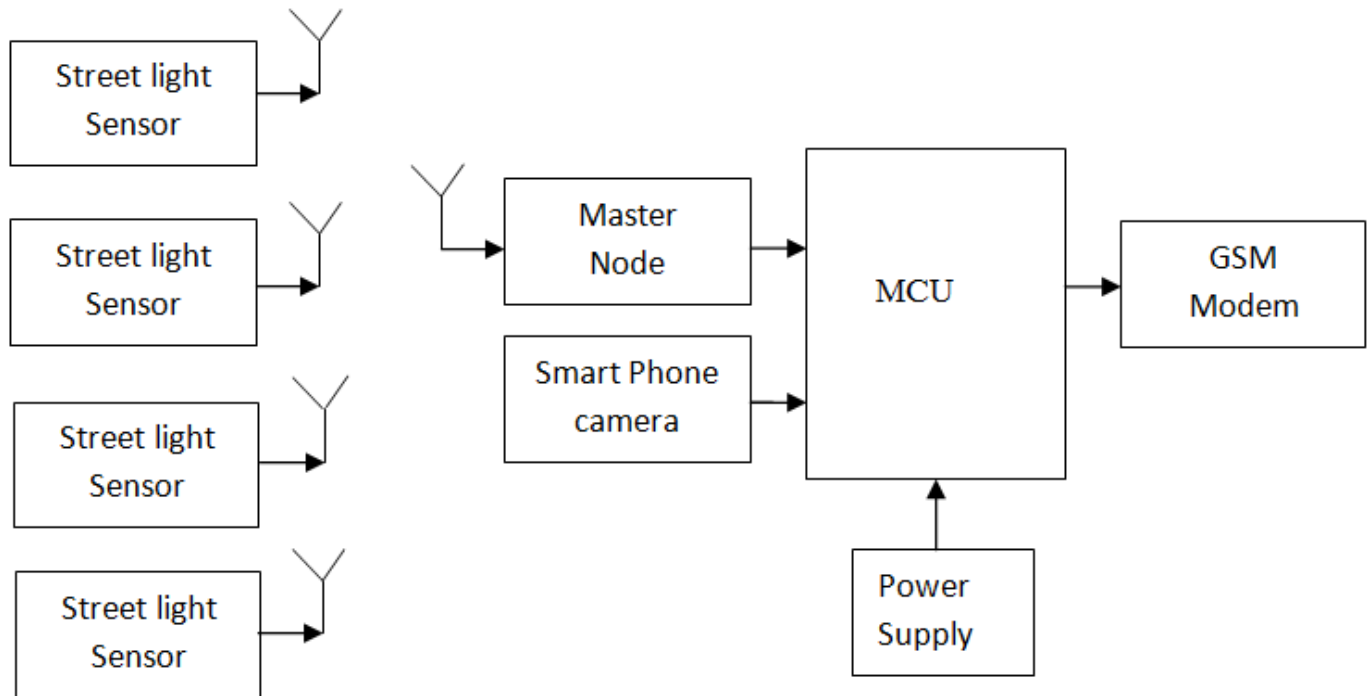 Street light
Sensor
Street light
Sensor
Street light
Sensor
Street light
Sensor
Master
Node
Smart Phone
camera
MCU
Power
Supply
GSM
Modem